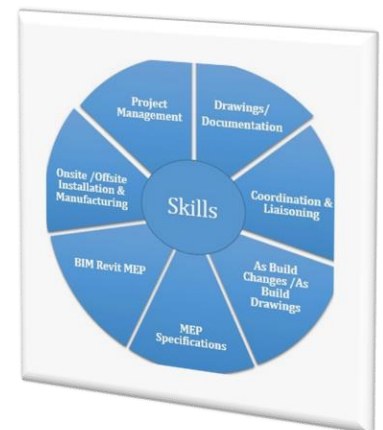 Project
Management
Drawings/
Documentation
Onsite /Offsite
Installation &
Manufacturing
Skills
Coordination &
Liaisoning
BIM Revit MEP
As Build
Changes /As
Build
Drawings
MEP
Specifications